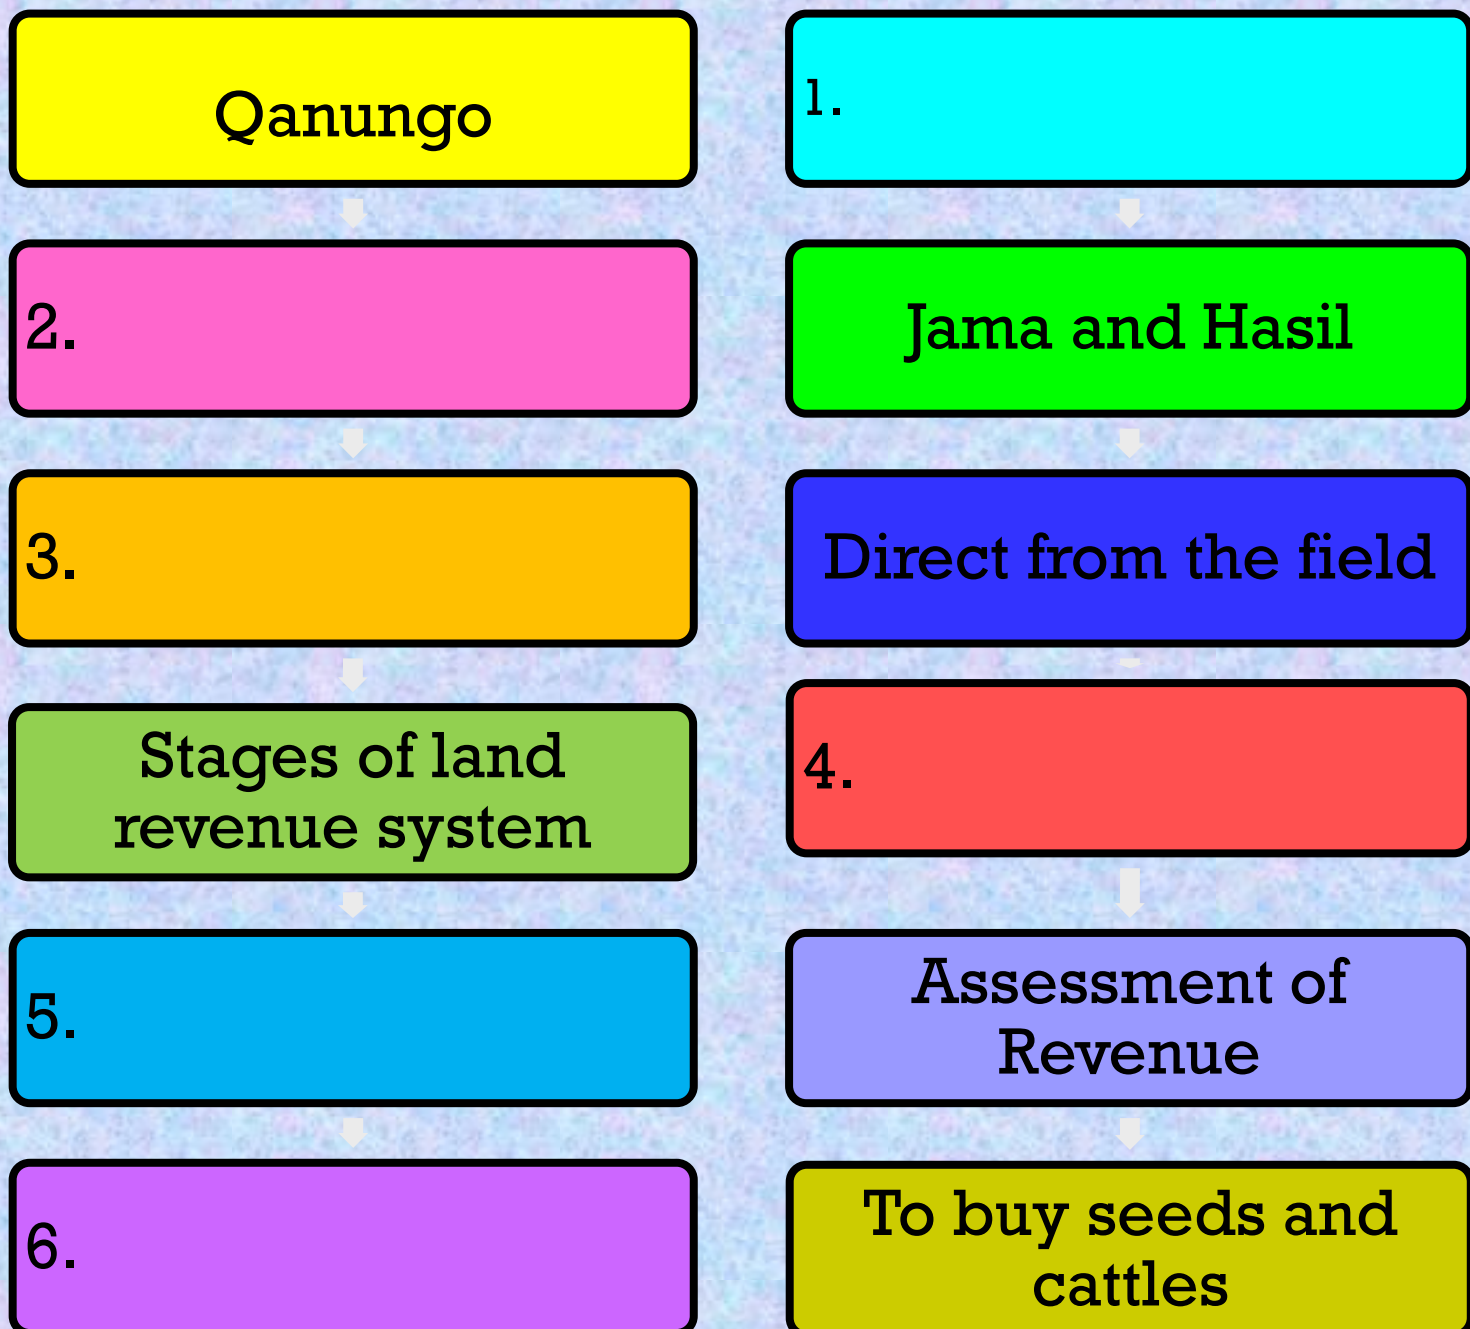 Qanungo
1.
2.
Jama and Hasil
3.
Direct from the field
Stages of land
revenue system
4.
5.
Assessment of
Revenue
6.
To buy seeds and
cattles